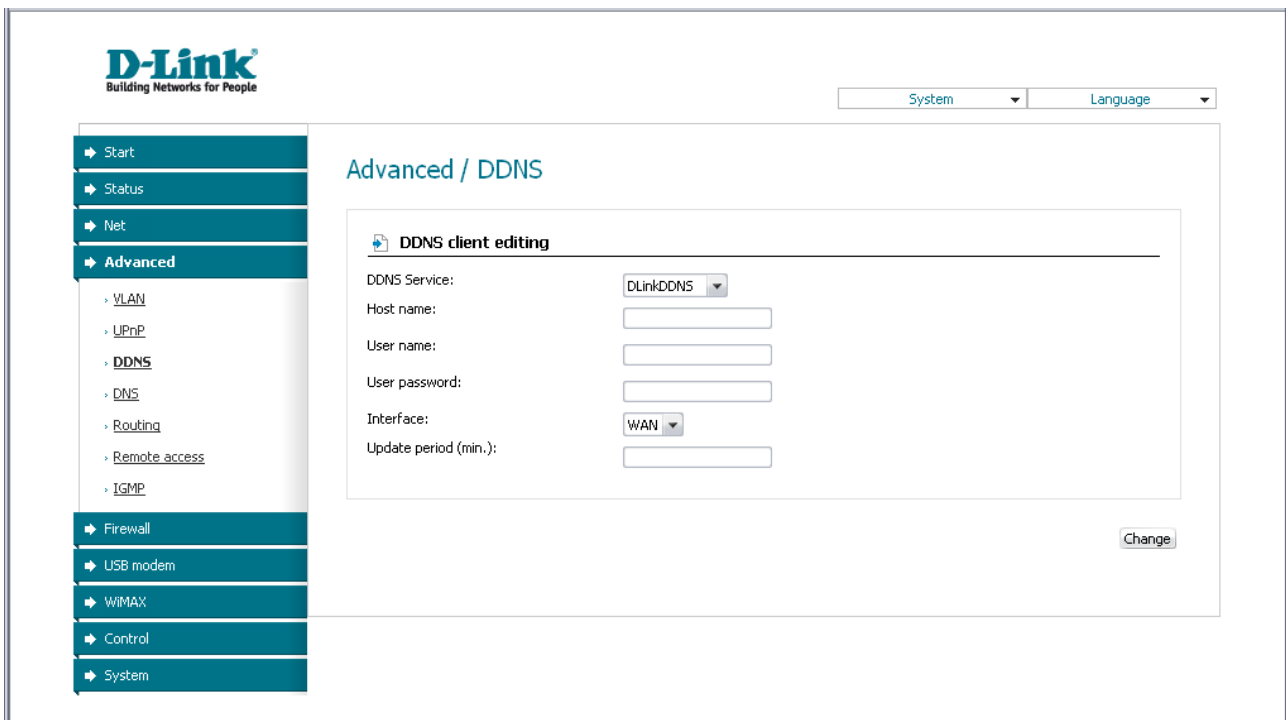 D-Link
Building Networks for People
System
Language
Start
Status
Net
Advanced
VLAN
UPnP
DDNS
DNS
Routing
Remote access
IGMP
Firewall
USB modem
WiMAX
Control
System
Advanced / DDNS
DDNS client editing
DDNS Service: DLinkDDNS
Host name:
User name:
User password:
Interface: WAN
Update period (min.):
Change